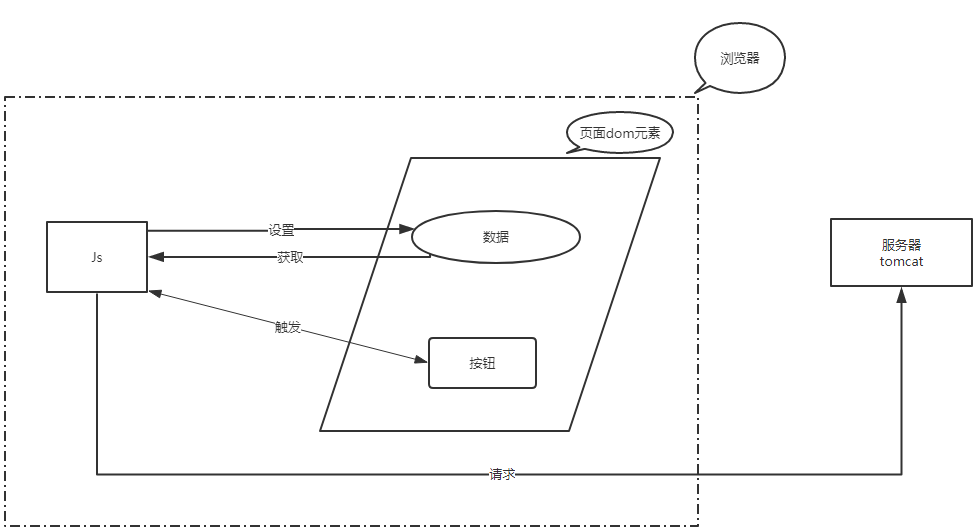 浏览器
页面dom元素
设置
数据
Js
获取
服务器
tomcat
触发
按钮
请求